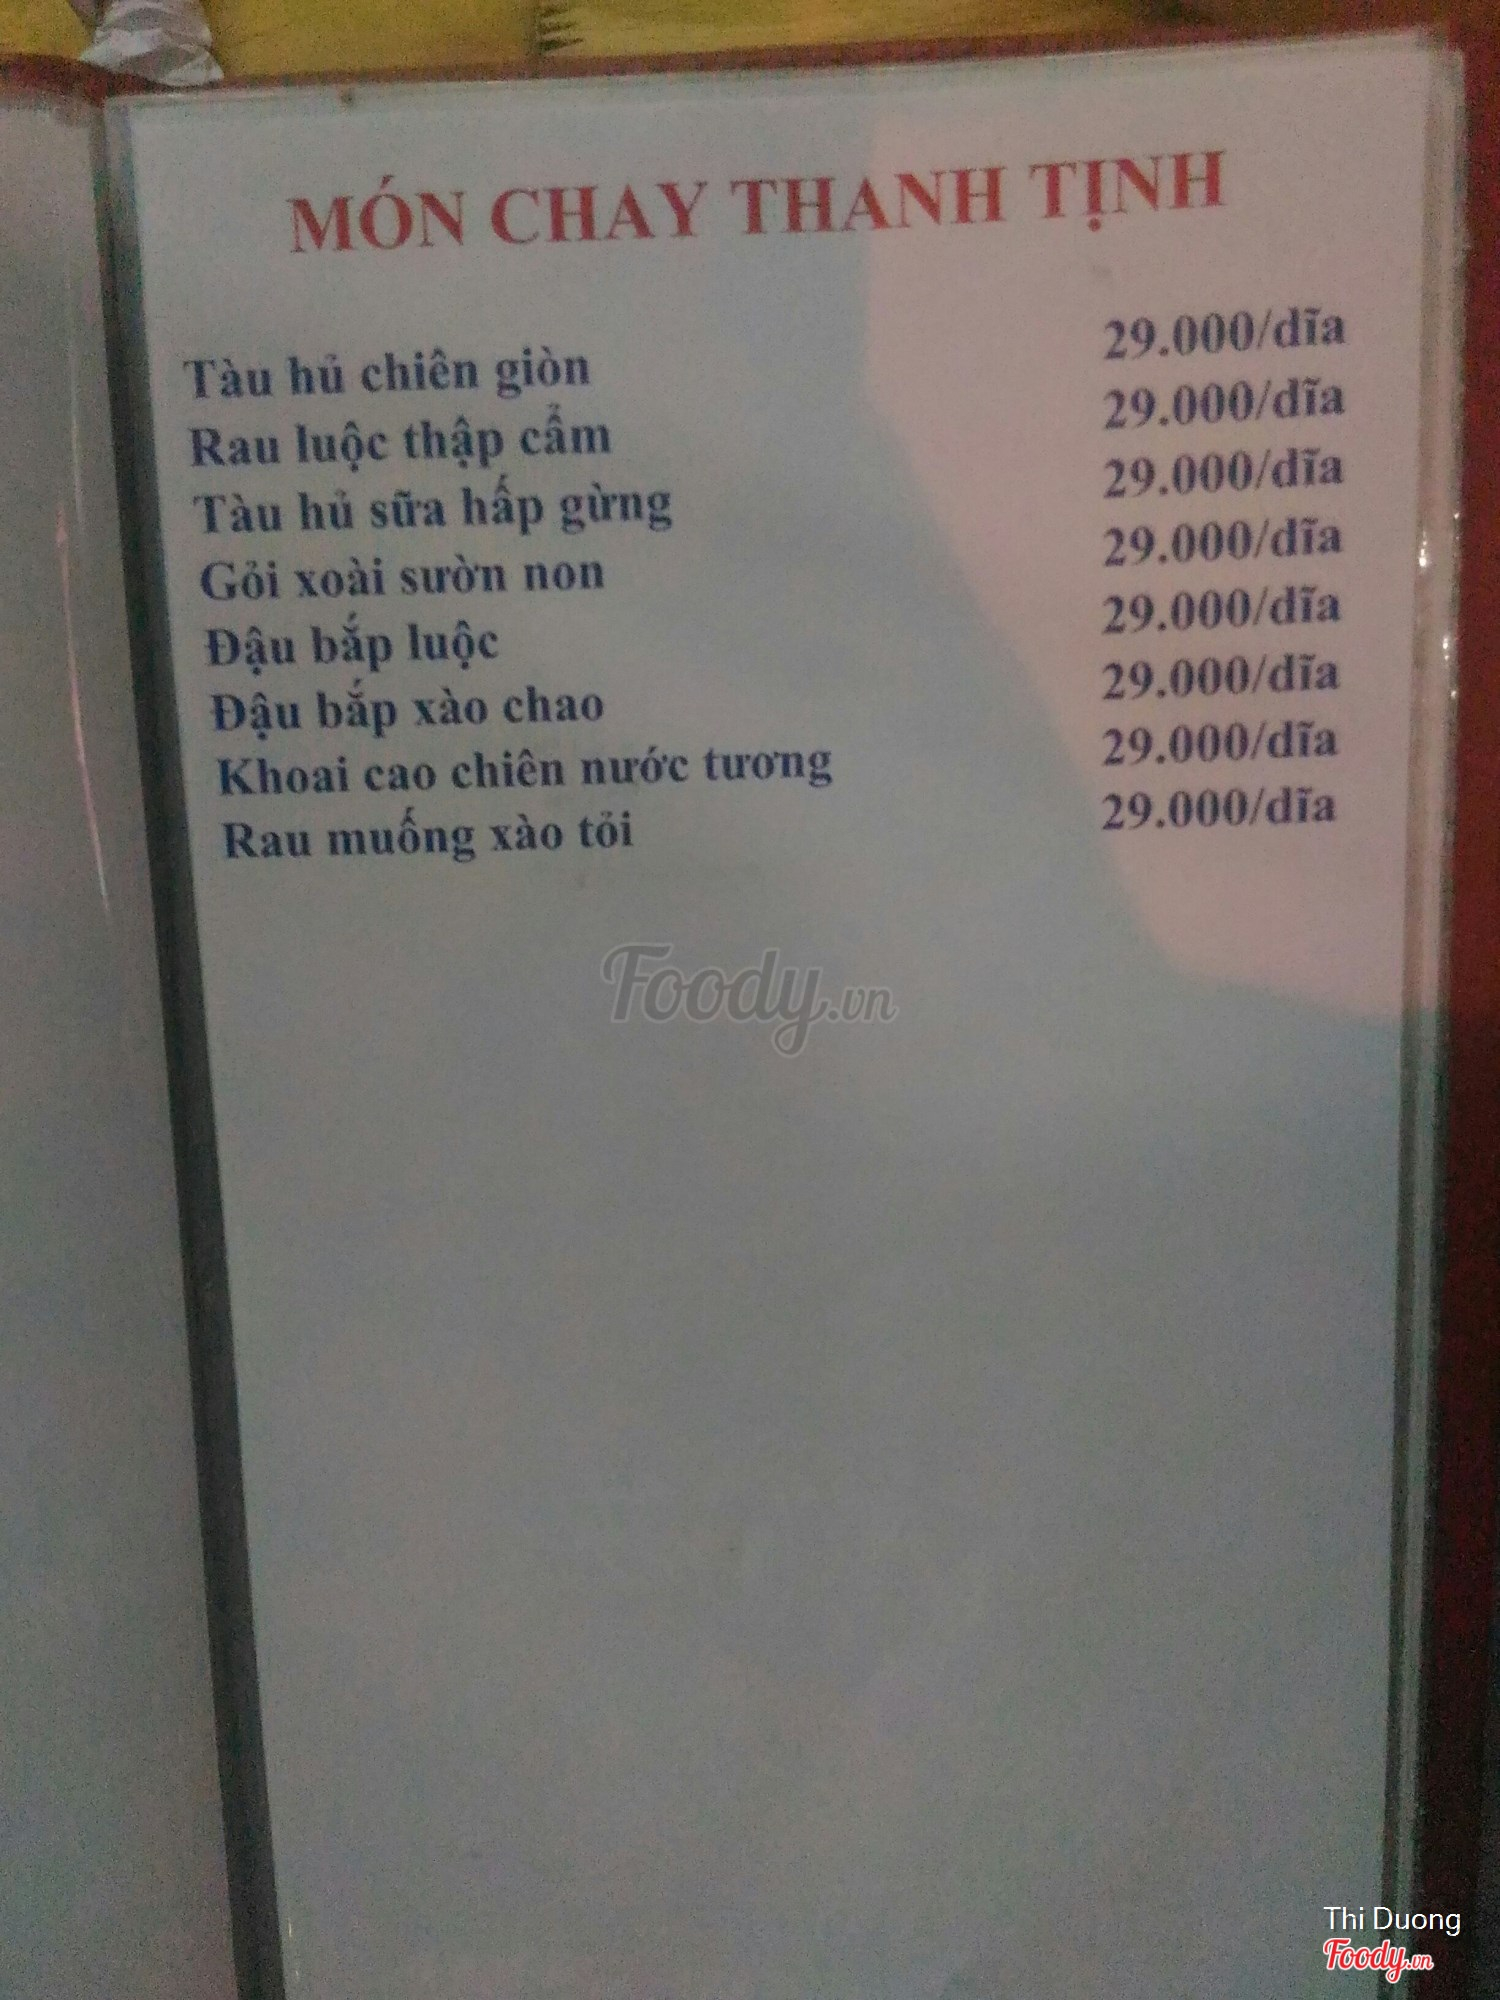 MÓN CHAY THANH TỊNH
Tàu hủ chiên giòn 29.000/dĩa
Rau luộc thập cẩm 29.000/dĩa
Tàu hủ sữa hấp gừng 29.000/dĩa
Gỏi xoài sườn non 29.000/dĩa
Đậu bắp luộc 29.000/dĩa
Đậu bắp xào chao 29.000/dĩa
Khoai cao chiên nước tương 29.000/dĩa
Rau muống xào tỏi 29.000/dĩa
Foody.vn
Thi Duong
Foody.vn